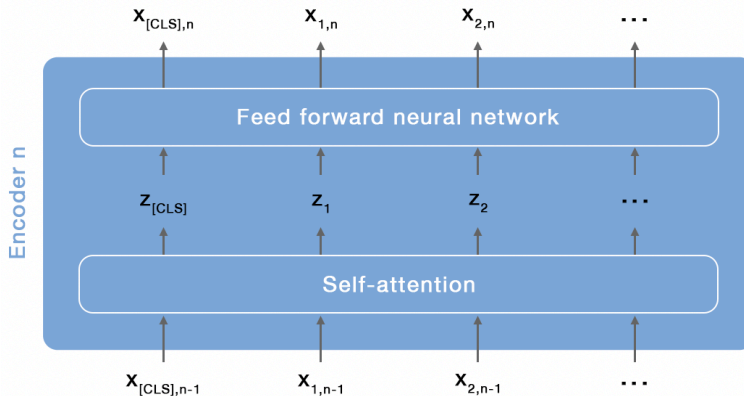 x[CLS],n x1,n x2,n ...
Feed forward neural network
z[CLS] z1 z2 ...
Encoder n
Self-attention
x[CLS],n-1 x1,n-1 x2,n-1 ...